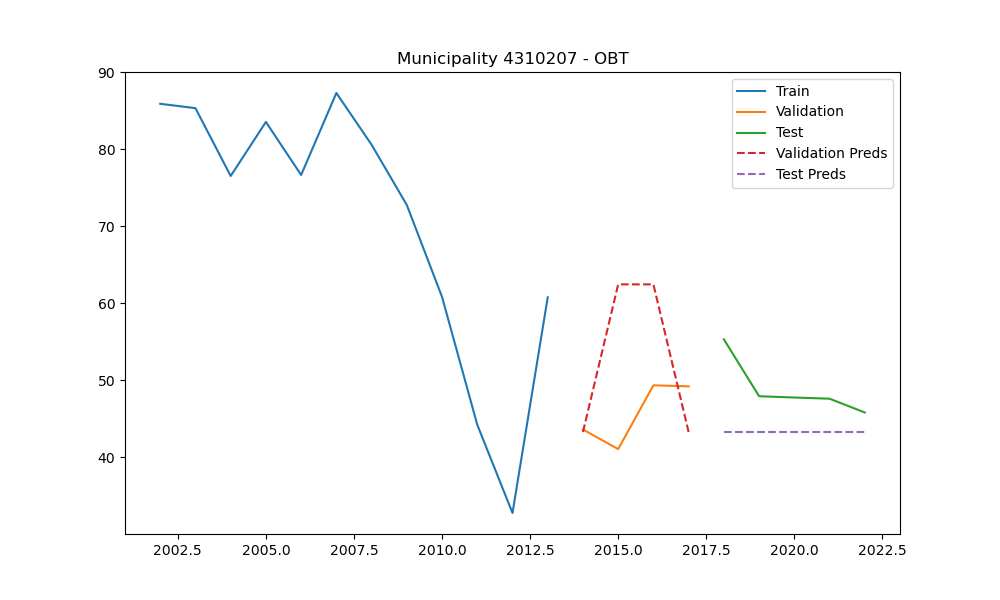 Municipality 4310207 - OBT
90
80
70
60
50
40
2002.5 2005.0 2007.5 2010.0 2012.5 2015.0 2017.5 2020.0 2022.5
Train
Validation
Test
Validation Preds
Test Preds